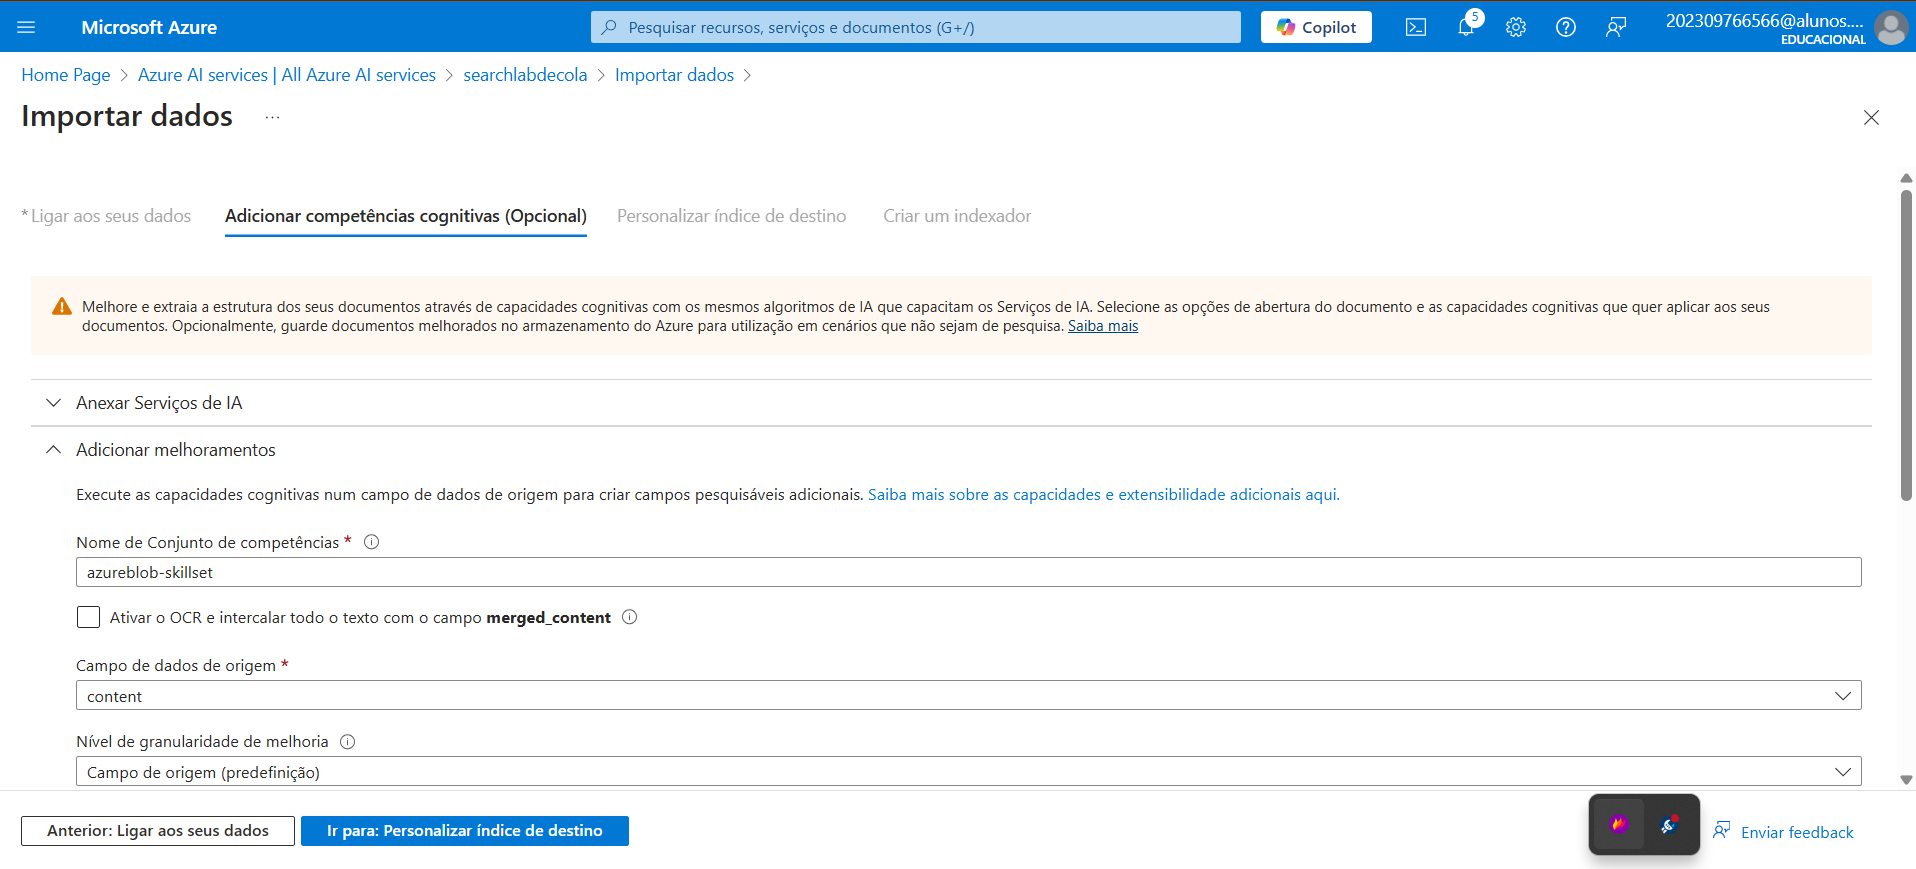 Microsoft Azure
Pesquisar recursos, serviços e documentos (G+/)
Copilot
5
202309766566@alunos....
EDUCACIONAL
Home Page > Azure AI services | All Azure AI services > searchlabdecola > Importar dados >
Importar dados ...
* Ligar aos seus dados
Adicionar competências cognitivas (Opcional)
Personalizar índice de destino
Criar um indexador
Melhore e extraia a estrutura dos seus documentos através de capacidades cognitivas com os mesmos algoritmos de IA que capacitam os Serviços de IA. Selecione as opções de abertura do documento e as capacidades cognitivas que quer aplicar aos seus
documentos. Opcionalmente, guarde documentos melhorados no armazenamento do Azure para utilização em cenários que não sejam de pesquisa. Saiba mais
Anexar Serviços de IA
Adicionar melhoramentos
Execute as capacidades cognitivas num campo de dados de origem para criar campos pesquisáveis adicionais. Saiba mais sobre as capacidades e extensibilidade adicionais aqui.
Nome de Conjunto de competências *
azureblob-skillset
Ativar o OCR e intercalar todo o texto com o campo merged_content
Campo de dados de origem *
content
Nível de granularidade de melhoria
Campo de origem (predefinição)
Anterior: Ligar aos seus dados
Ir para: Personalizar índice de destino
Enviar feedback